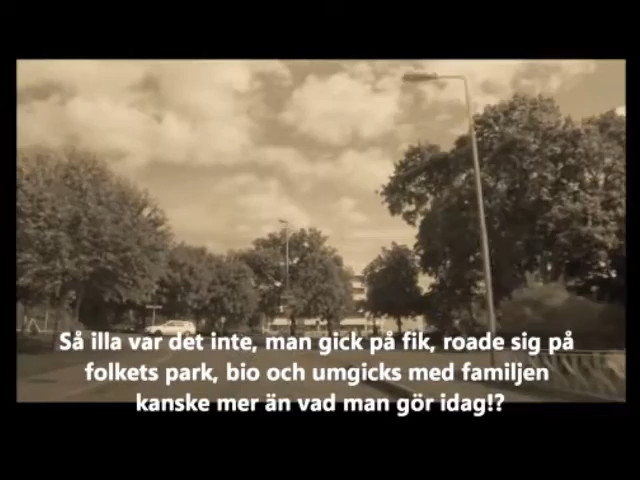 Så illa var det inte, man gick på fik, roade sig på
folkets park, bio och umgicks med familjen
kanske mer än vad man gör idag!?